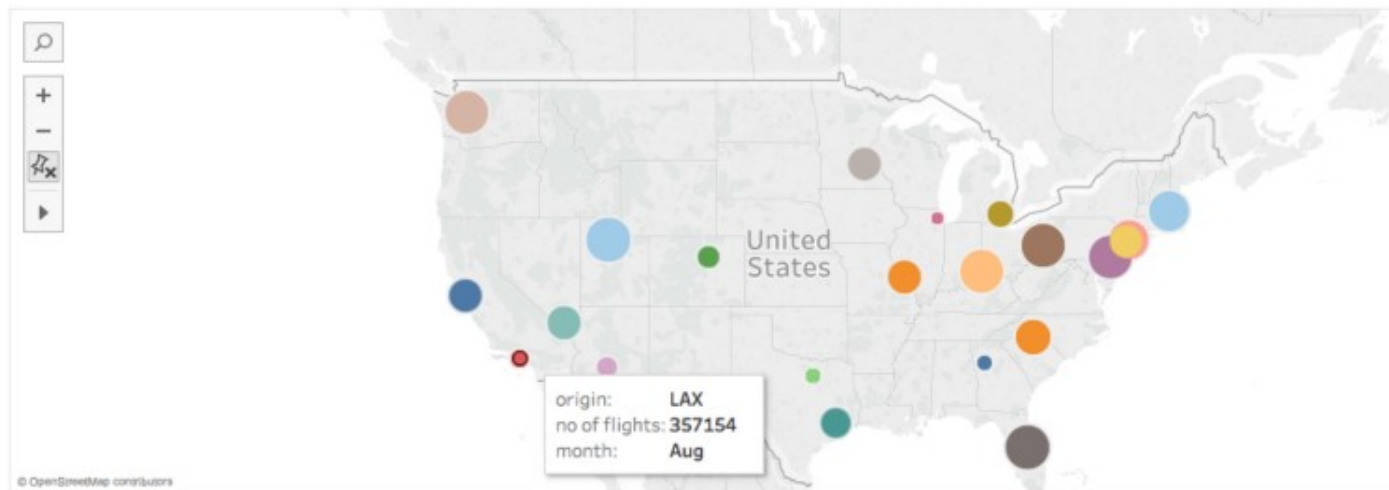 United
States
origin: LAX
no of flights: 357154
month: Aug
© OpenStreetMap contributors